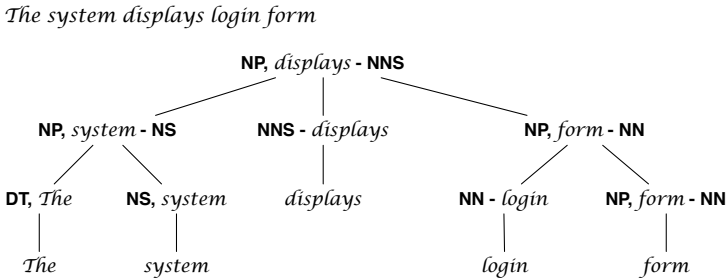 The system displays login form
NP, displays - NNS
NP, system - NS NNS - displays NP, form - NN
DT, The NS, system displays NN - login NP, form - NN
The system login form